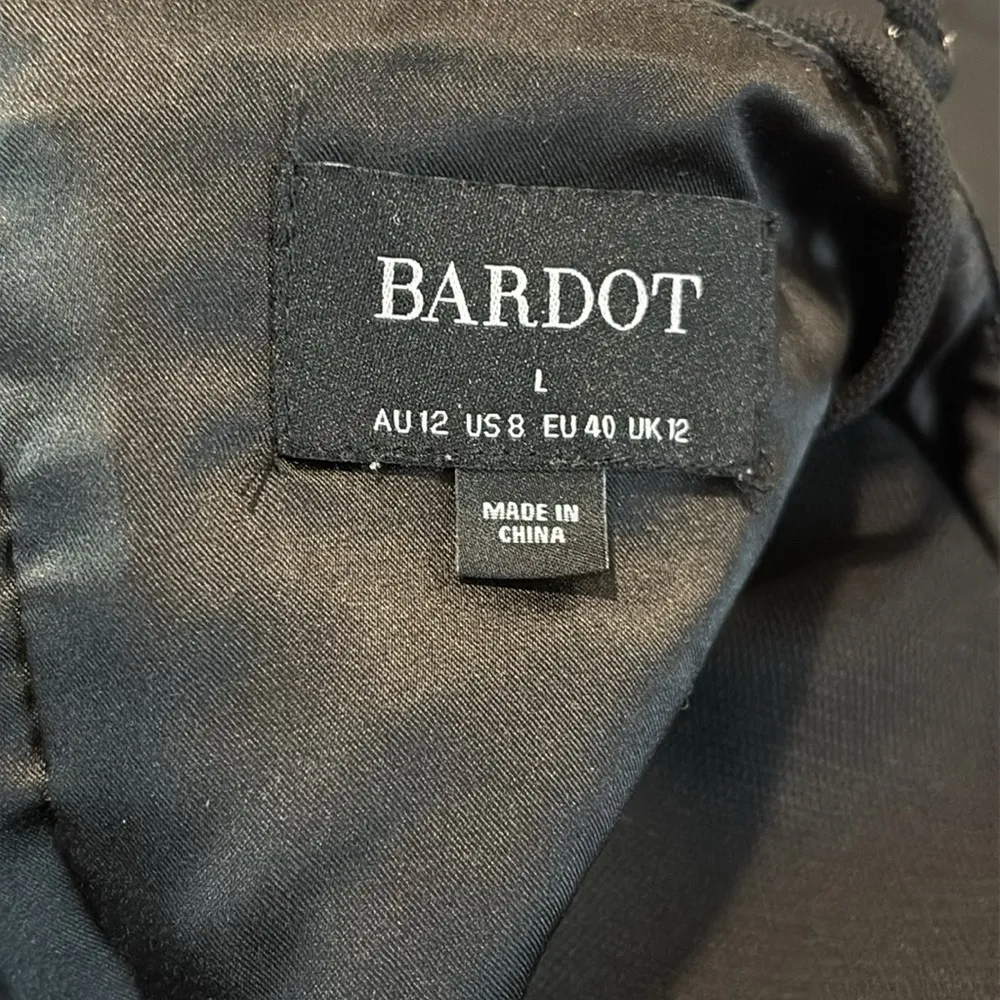 BARDOT
L
AU 12 US 8 EU 40 UK 12
MADE IN
CHINA